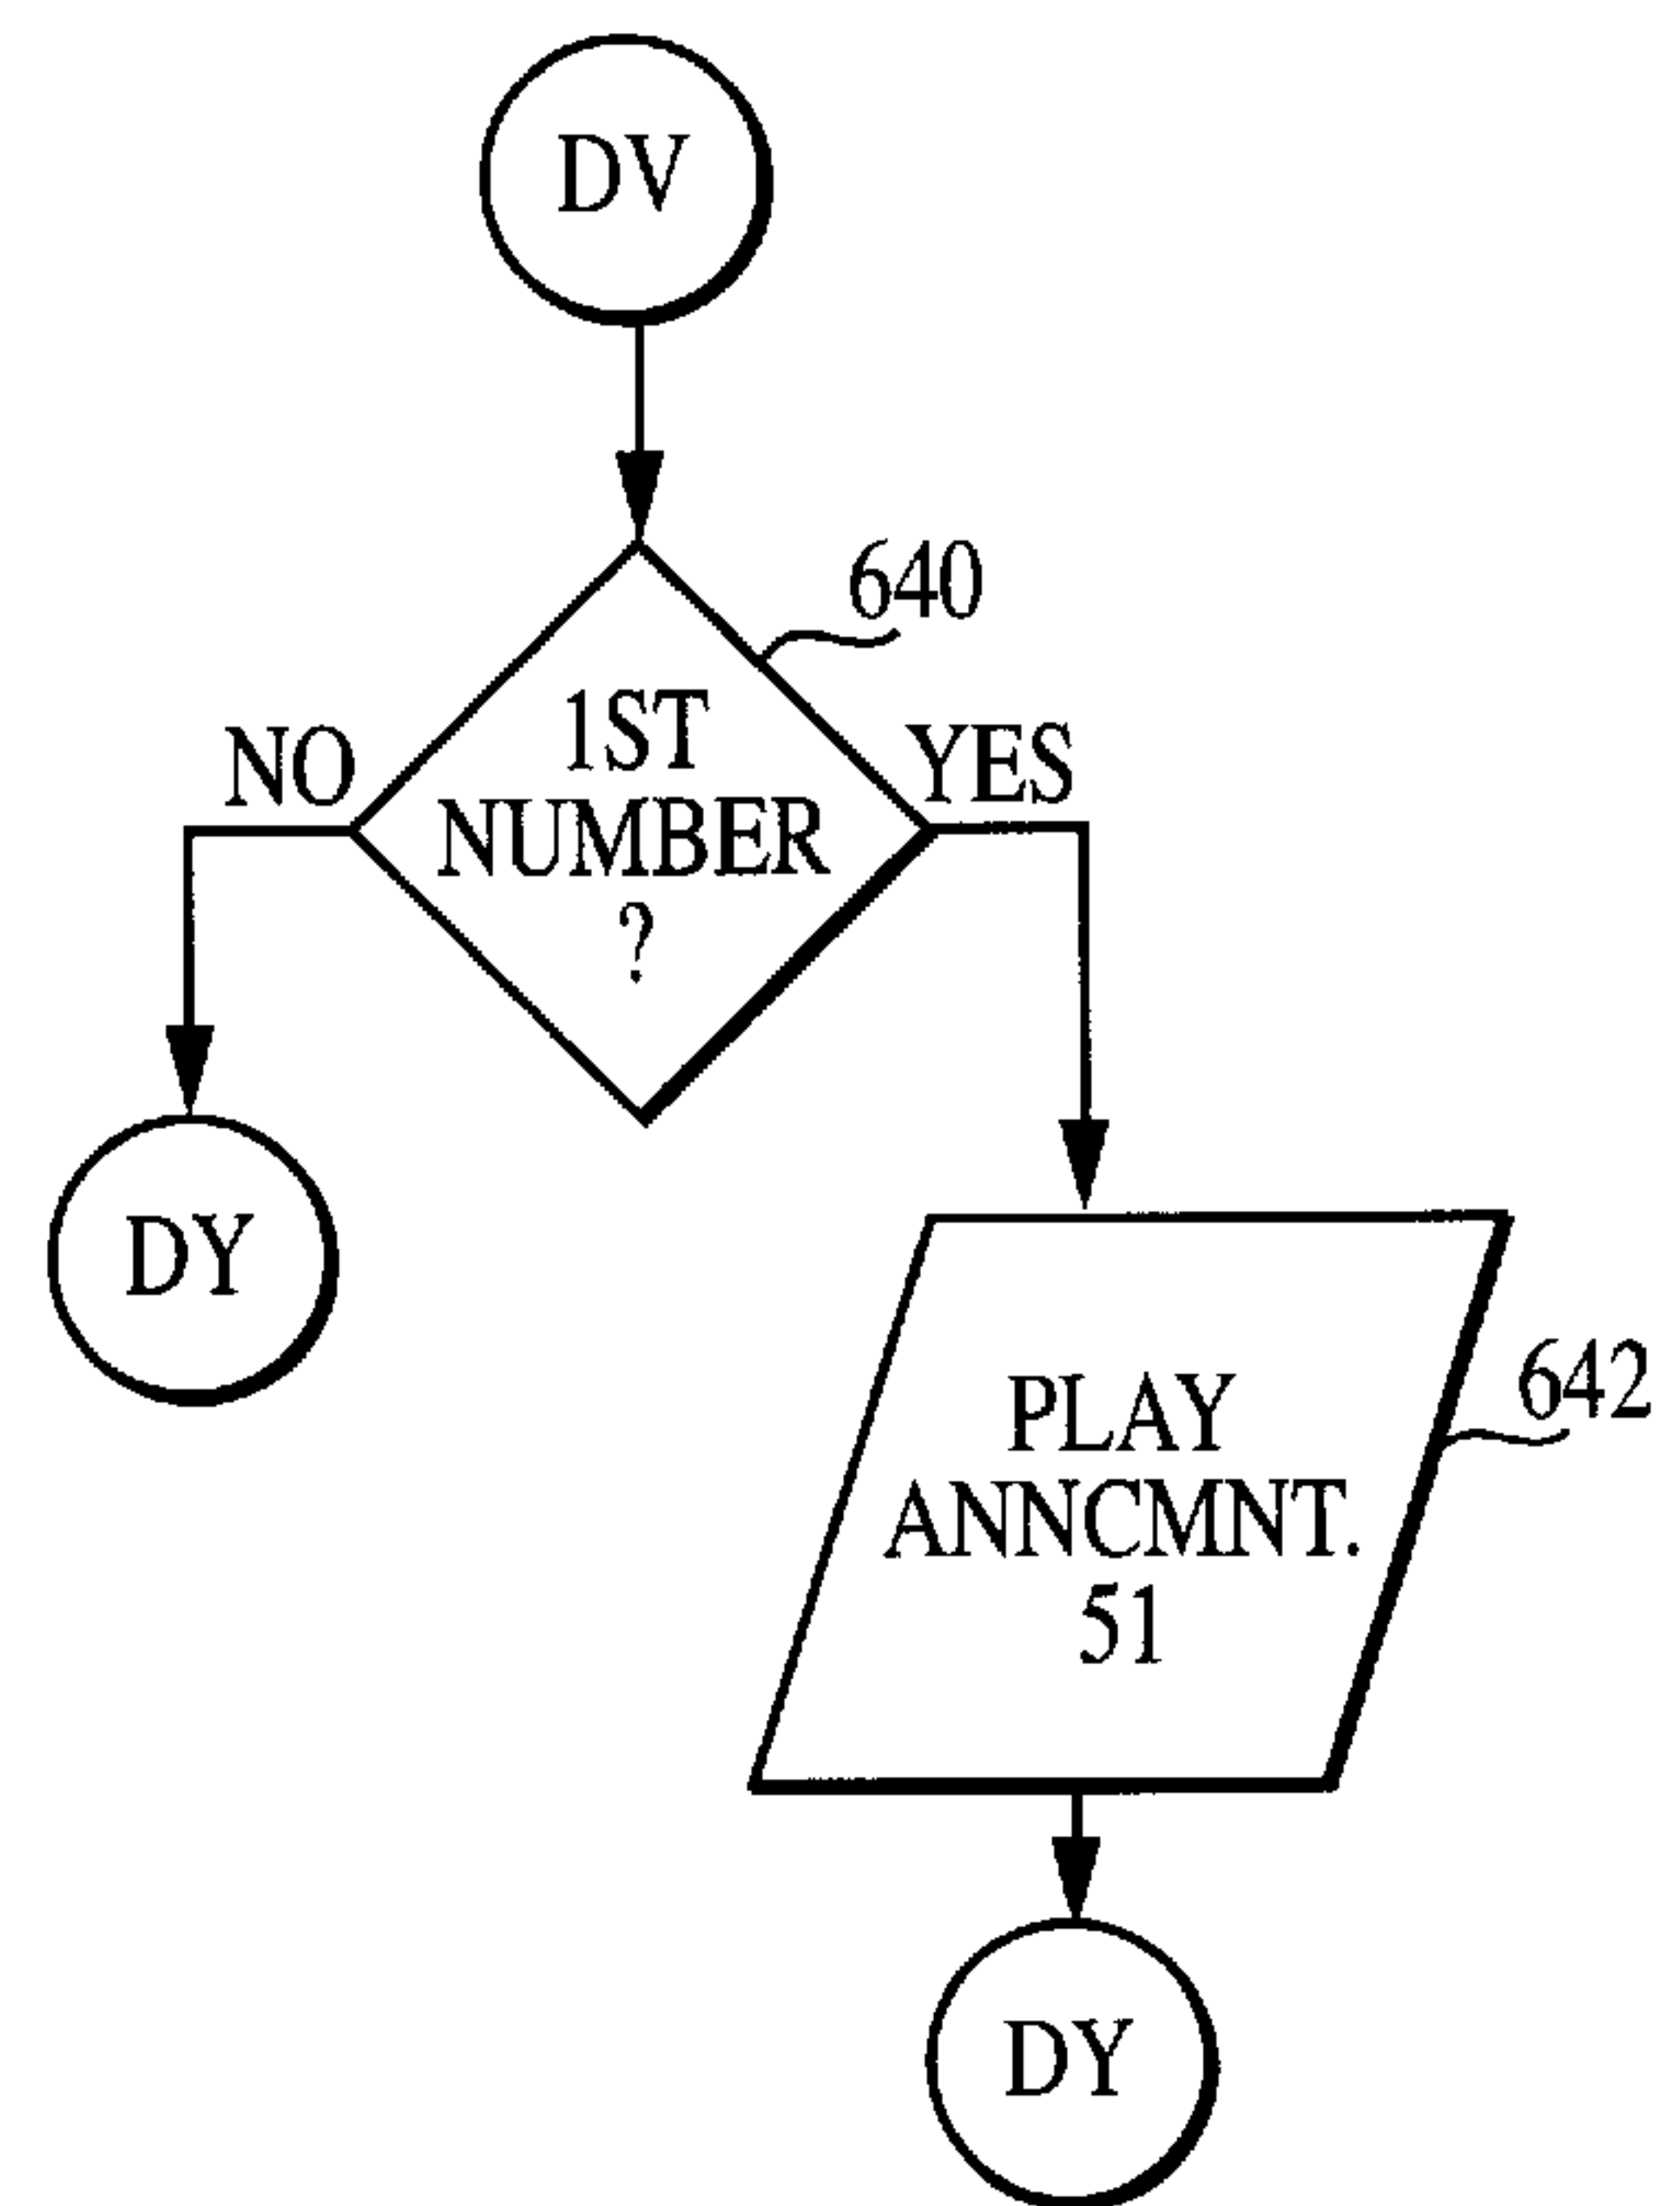 DV
640
1ST
NUMBER
?
NO
YES
DY
642
PLAY
ANNCMNT.
51
DY